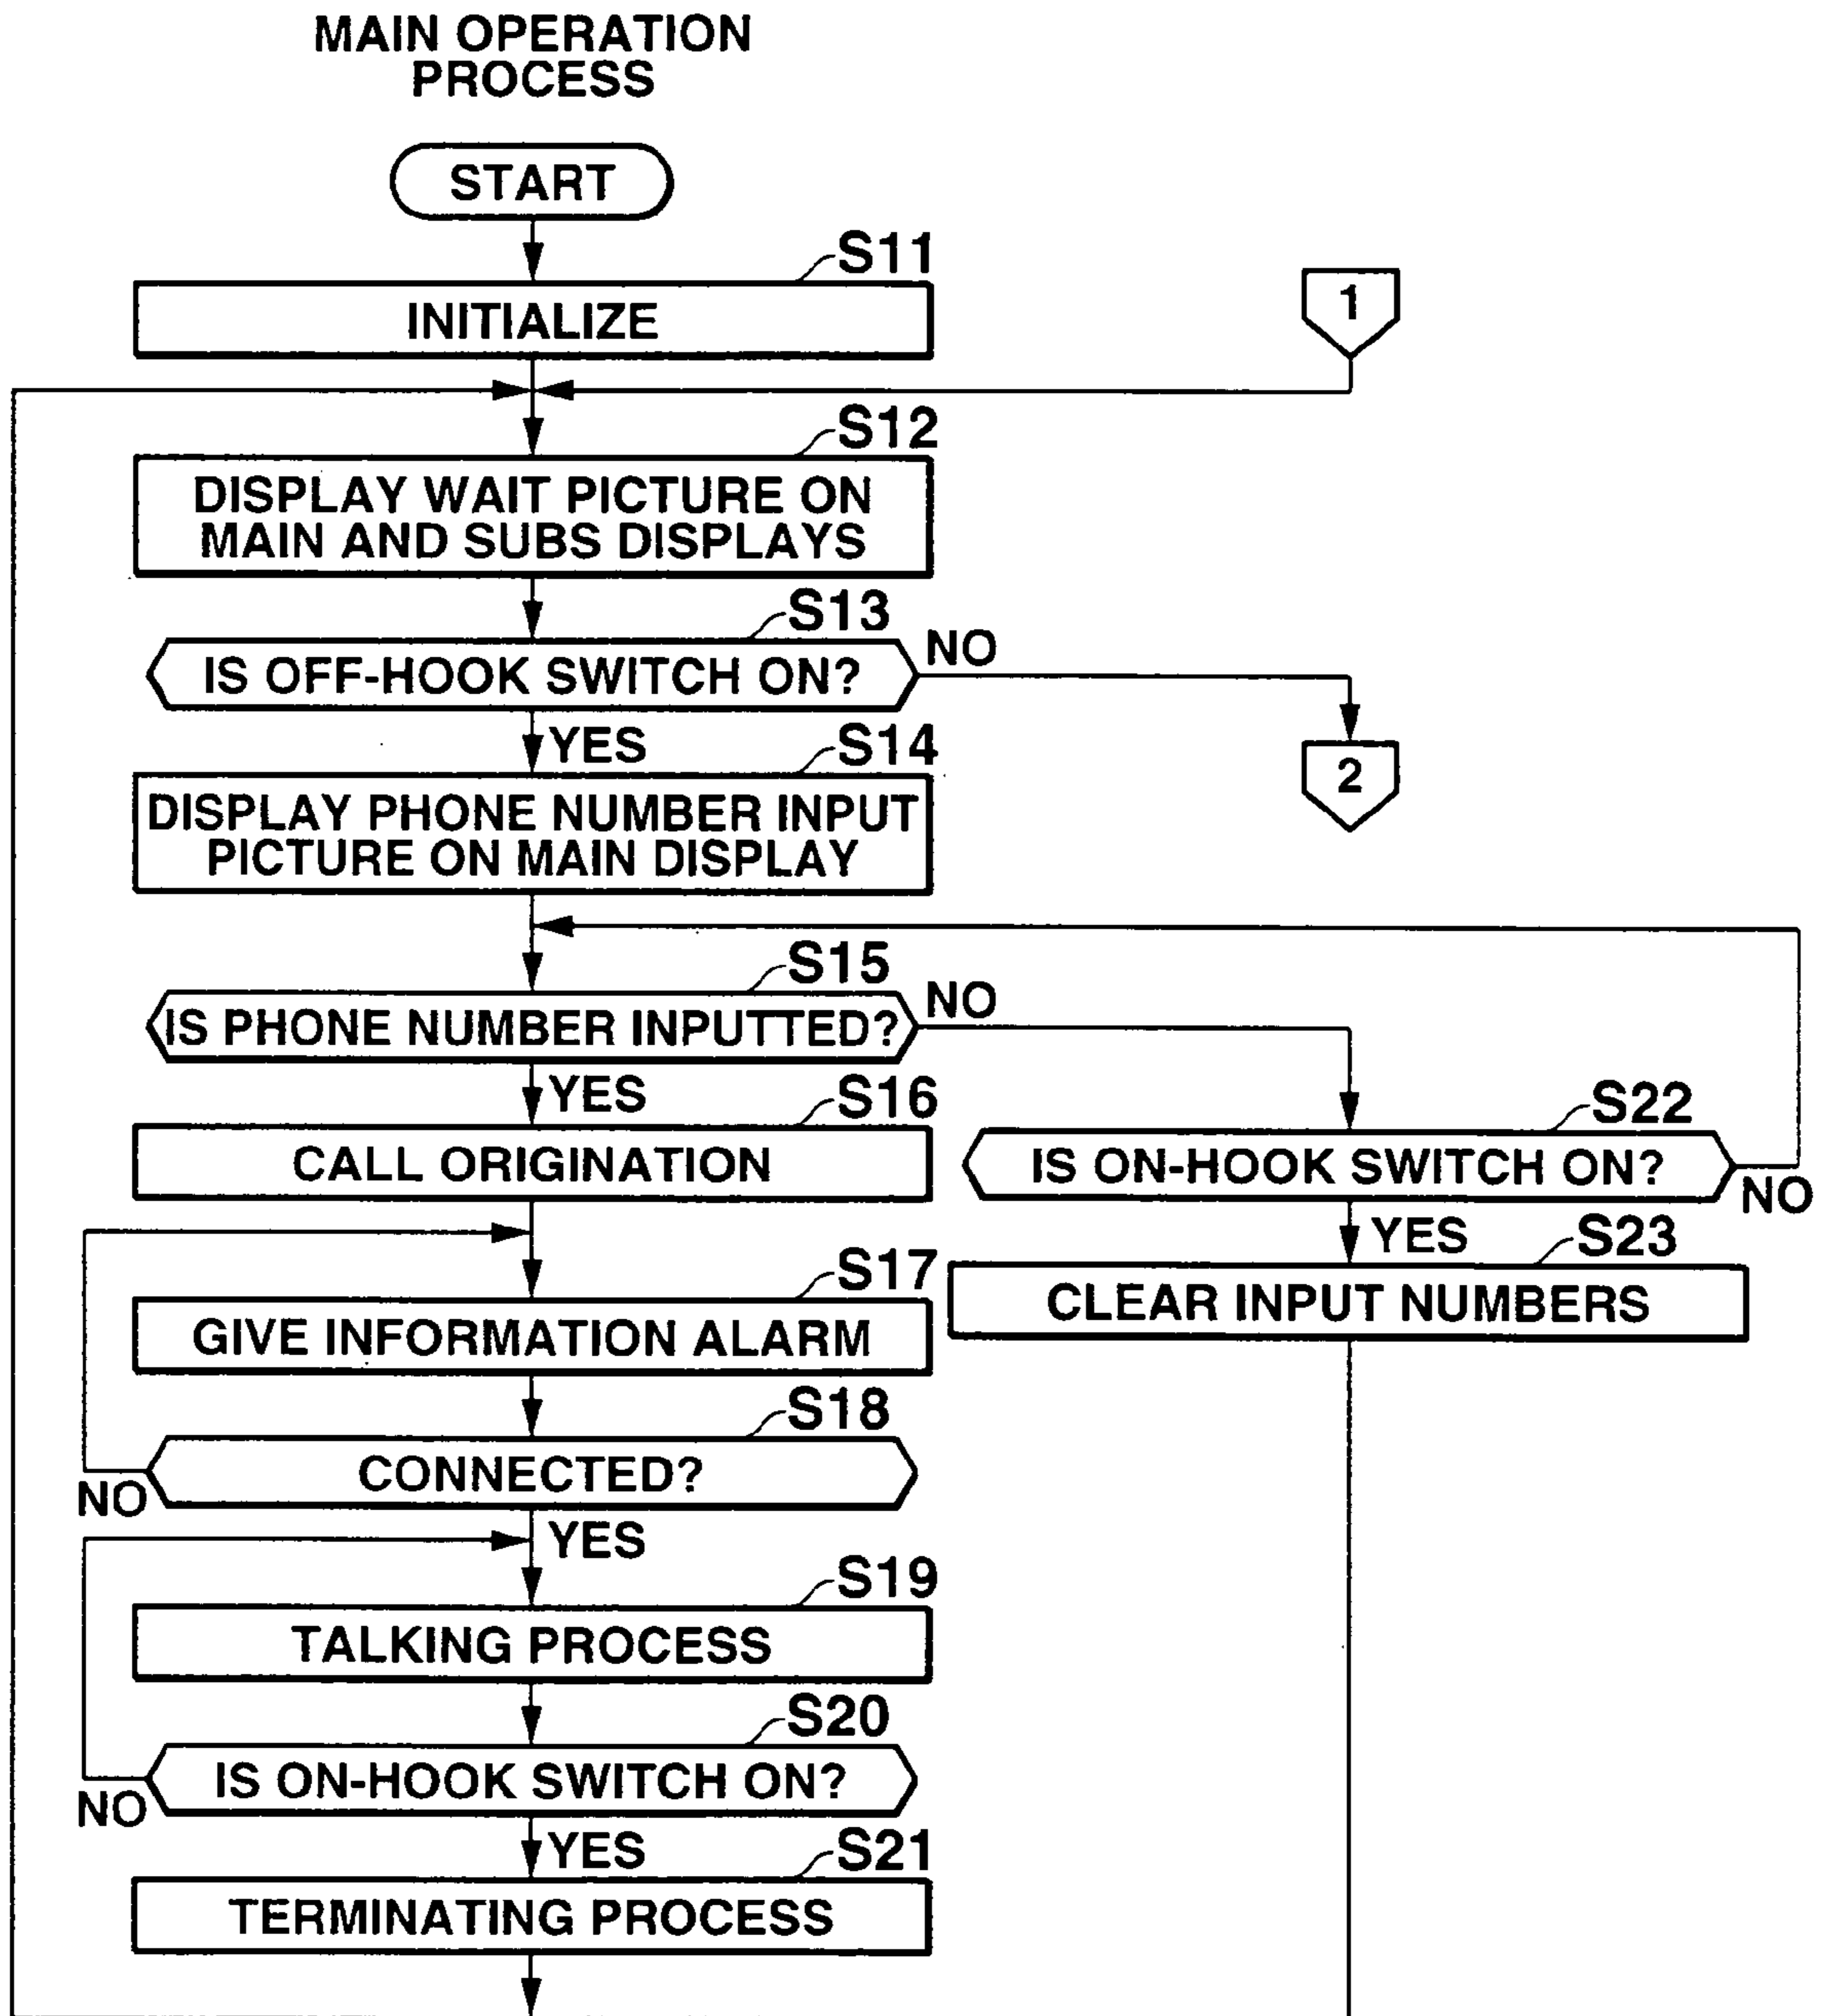 MAIN OPERATION
PROCESS
START
S11
INITIALIZE
1
S12
DISPLAY WAIT PICTURE ON
MAIN AND SUBS DISPLAYS
S13
IS OFF-HOOK SWITCH ON?
NO
YES
2
S14
DISPLAY PHONE NUMBER INPUT
PICTURE ON MAIN DISPLAY
S15
IS PHONE NUMBER INPUTTED?
NO
YES
S16
CALL ORIGINATION
S22
IS ON-HOOK SWITCH ON?
NO
YES
S23
CLEAR INPUT NUMBERS
S17
GIVE INFORMATION ALARM
S18
CONNECTED?
NO
YES
S19
TALKING PROCESS
S20
IS ON-HOOK SWITCH ON?
NO
YES
S21
TERMINATING PROCESS